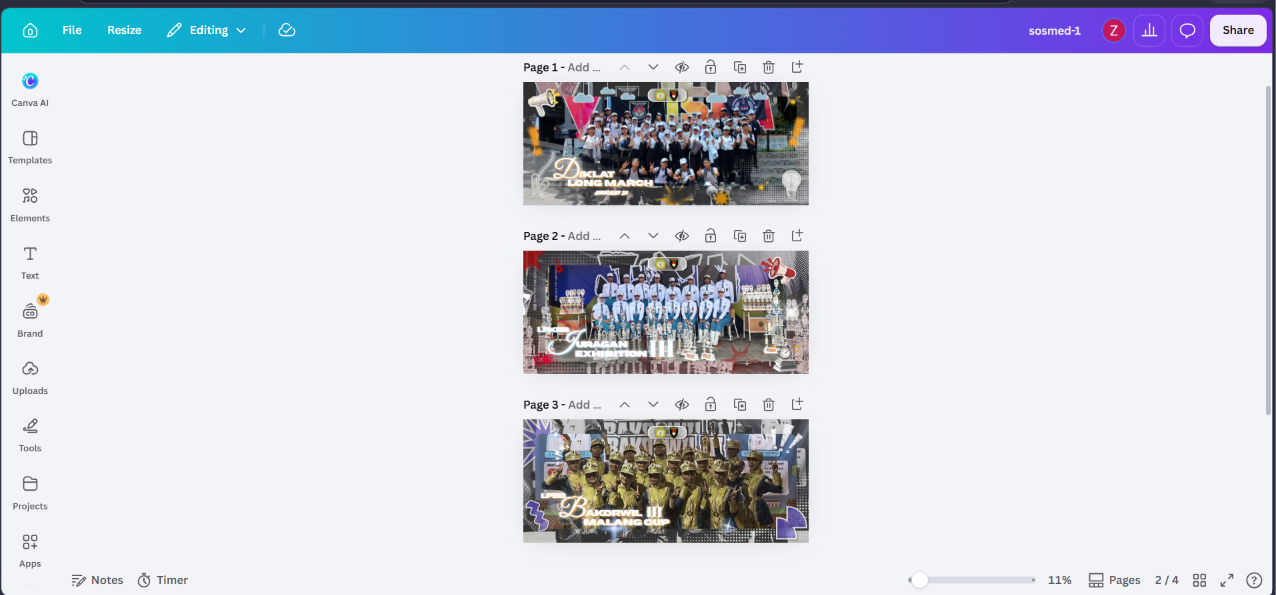 File
Resize
Editing
sosmed-1
Z
Share
Canva AI
Templates
Elements
Text
Brand
Uploads
Tools
Projects
Apps
Page 1 - Add ...
DIKLAT
LONG MARCH
Page 2 - Add ...
JURAGAN
EXHIBITION III
Page 3 - Add ...
BAKORWIL III
MALANG CUP
Notes
Timer
11%
Pages
2 / 4
?